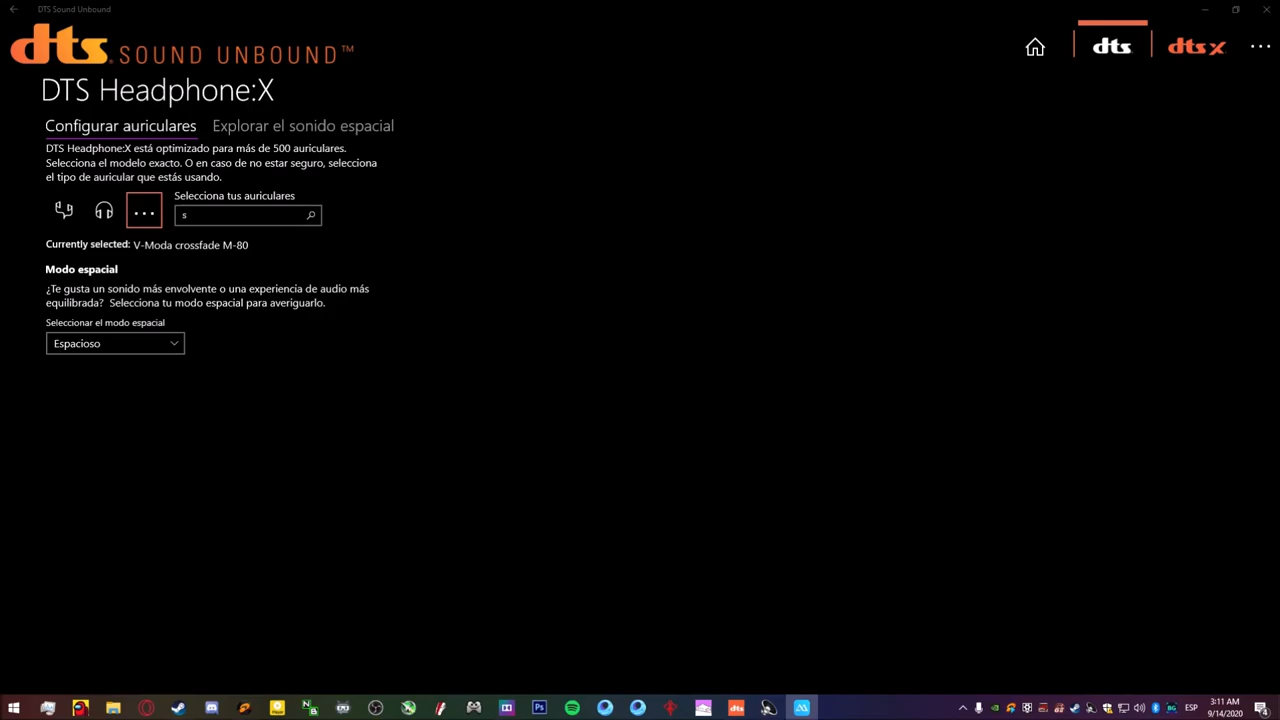 DTS Sound Unbound
dts SOUND UNBOUND™
dts
dts x
DTS Headphone:X
Configurar auriculares
Explorar el sonido espacial
DTS Headphone:X está optimizado para más de 500 auriculares.
Selecciona el modelo exacto. O en caso de no estar seguro, selecciona
el tipo de auricular que estás usando.
Selecciona tus auriculares
s
Currently selected: V-Moda crossfade M-80
Modo espacial
¿Te gusta un sonido más envolvente o una experiencia de audio más
equilibrada? Selecciona tu modo espacial para averiguarlo.
Seleccionar el modo espacial
Espacioso
Ps
dts
ESP
3:11 AM
9/14/2020